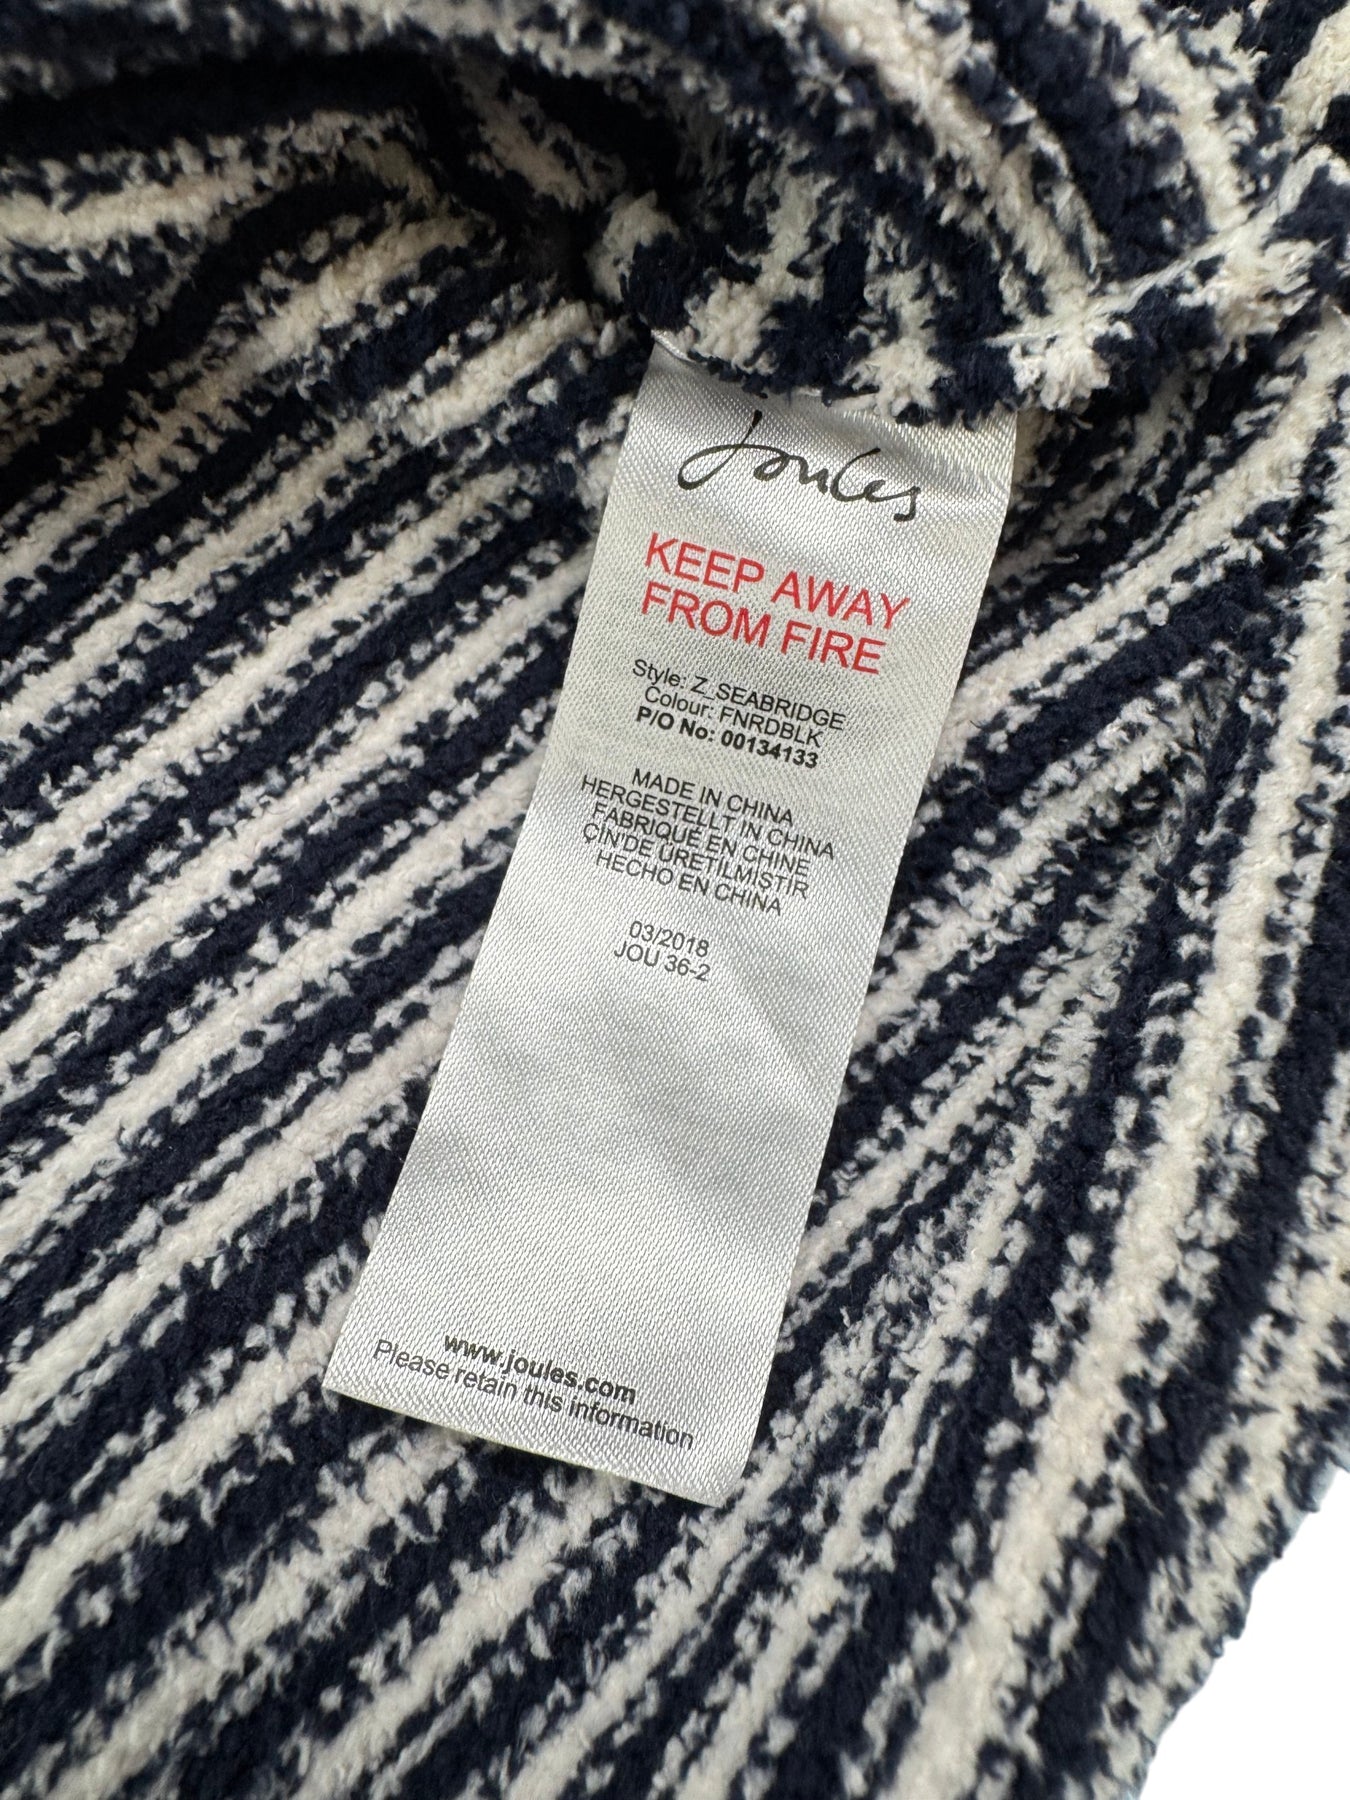 Joules
KEEP AWAY
FROM FIRE
Style: Z_SEABRIDGE
Colour: FNRDBLK
P/O No: 00134133
MADE IN CHINA
HERGESTELLT IN CHINA
FABRIQUÉ EN CHINE
ÇİN'DE ÜRETİLMİŞTİR
HECHO EN CHINA
03/2018
JOU 36-2
www.joules.com
Please retain this information